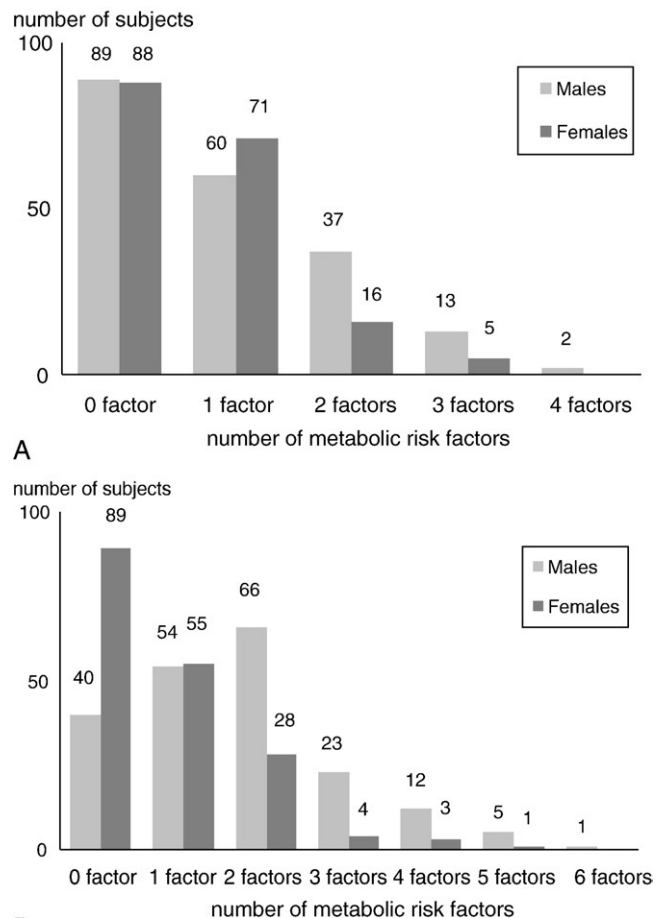 number of subjects
100
89 88
Males
71
Females
60
50
37
16
13
5
2
0
0 factor 1 factor 2 factors 3 factors 4 factors
number of metabolic risk factors
A
number of subjects
100
89
Males
66
Females
54 55
40
50
28
23
12
4
3
5
1
1
0
0 factor 1 factor 2 factors 3 factors 4 factors 5 factors 6 factors
number of metabolic risk factors